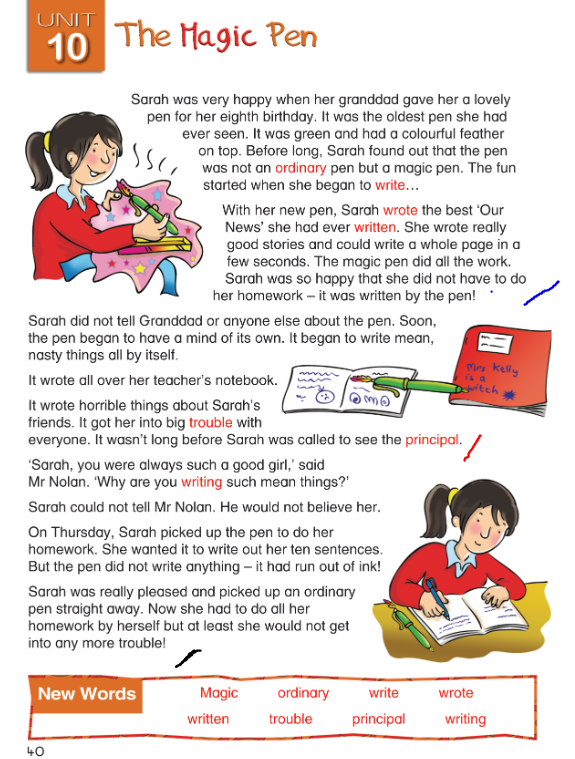 UNIT
10
The Magic Pen
Sarah was very happy when her granddad gave her a lovely
pen for her eighth birthday. It was the oldest pen she had
ever seen. It was green and had a colourful feather
on top. Before long, Sarah found out that the pen
was not an ordinary pen but a magic pen. The fun
started when she began to write...
With her new pen, Sarah wrote the best ‘Our
News’ she had ever written. She wrote really
good stories and could write a whole page in a
few seconds. The magic pen did all the work.
Sarah was so happy that she did not have to do
her homework – it was written by the pen!
Sarah did not tell Granddad or anyone else about the pen. Soon,
the pen began to have a mind of its own. It began to write mean,
nasty things all by itself.
Mrs Kelly
is a
witch
It wrote all over her teacher’s notebook.
It wrote horrible things about Sarah’s
friends. It got her into big trouble with
everyone. It wasn’t long before Sarah was called to see the principal.
‘Sarah, you were always such a good girl,’ said
Mr Nolan. ‘Why are you writing such mean things?’
Sarah could not tell Mr Nolan. He would not believe her.
On Thursday, Sarah picked up the pen to do her
homework. She wanted it to write out her ten sentences.
But the pen did not write anything – it had run out of ink!
Sarah was really pleased and picked up an ordinary
pen straight away. Now she had to do all her
homework by herself but at least she would not get
into any more trouble!
New Words
Magic ordinary write wrote
written trouble principal writing
40